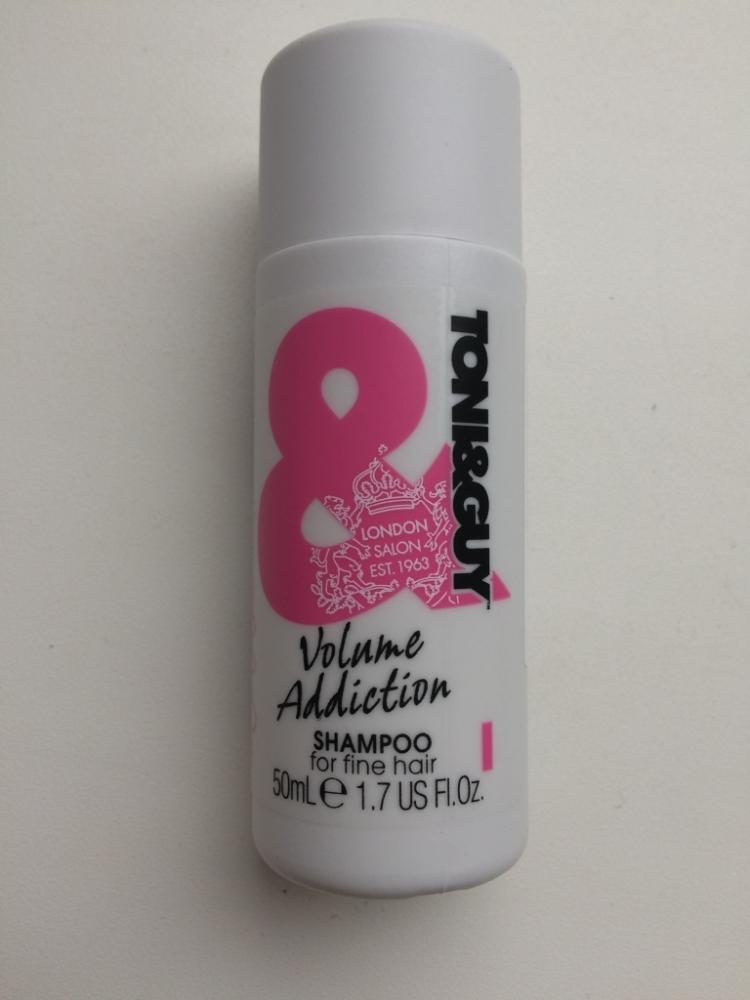 &
TONI&GUY
LONDON
SALON
EST. 1963
Volume
Addiction
SHAMPOO
for fine hair
50mL ℮ 1.7 US Fl.Oz.